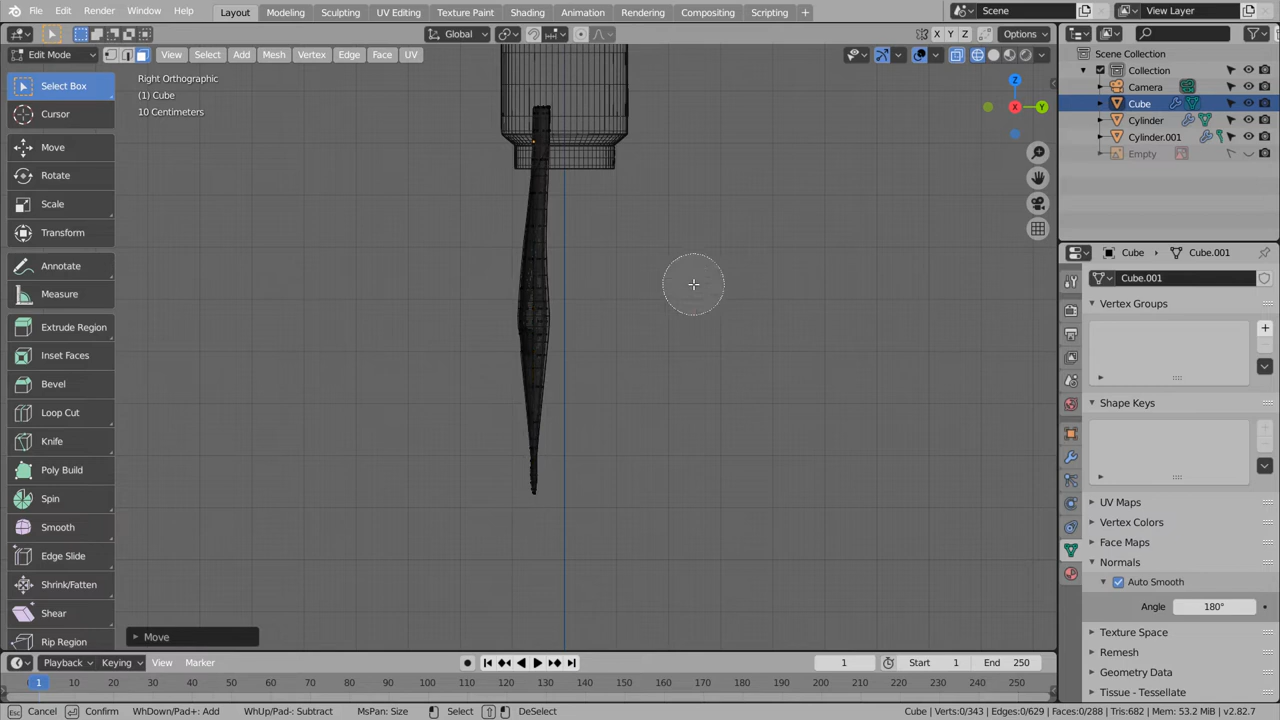 File Edit Render Window Help Layout Modeling Sculpting UV Editing Texture Paint Shading Animation Rendering Compositing Scripting + Scene View Layer
Global X Y Z Options
Edit Mode View Select Add Mesh Vertex Edge Face UV
Select Box
Cursor
Move
Rotate
Scale
Transform
Annotate
Measure
Extrude Region
Inset Faces
Bevel
Loop Cut
Knife
Poly Build
Spin
Smooth
Edge Slide
Shrink/Fatten
Shear
Rip Region
Right Orthographic
(1) Cube
10 Centimeters
Z
X
Y
Move
Scene Collection
Collection
Camera
Cube
Cylinder
Cylinder.001
Empty
Cube Cube.001
Cube.001
Vertex Groups
Shape Keys
UV Maps
Vertex Colors
Face Maps
Normals
Auto Smooth
Angle 180°
Texture Space
Remesh
Geometry Data
Tissue - Tessellate
Playback Keying View Marker 1 Start 1 End 250
1 10 20 30 40 50 60 70 80 90 100 110 120 130 140 150 160 170 180 190 200 210 220 230 240 250
Cancel Confirm WhDown/Pad+: Add WhUp/Pad-: Subtract MsPan: Size Select DeSelect Cube | Verts:0/343 | Edges:0/629 | Faces:0/288 | Tris:682 | Mem: 53.2 MiB | v2.82.7